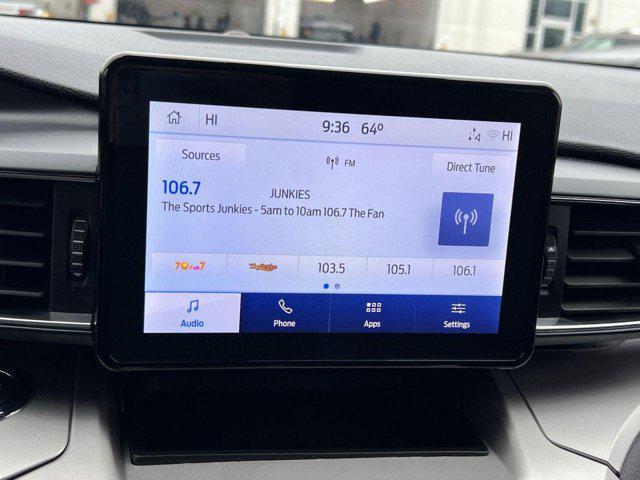 HI 9:36 64º HI
Sources FM Direct Tune
106.7 JUNKIES
The Sports Junkies - 5am to 10am 106.7 The Fan
103.5 105.1 106.1
Audio Phone Apps Settings